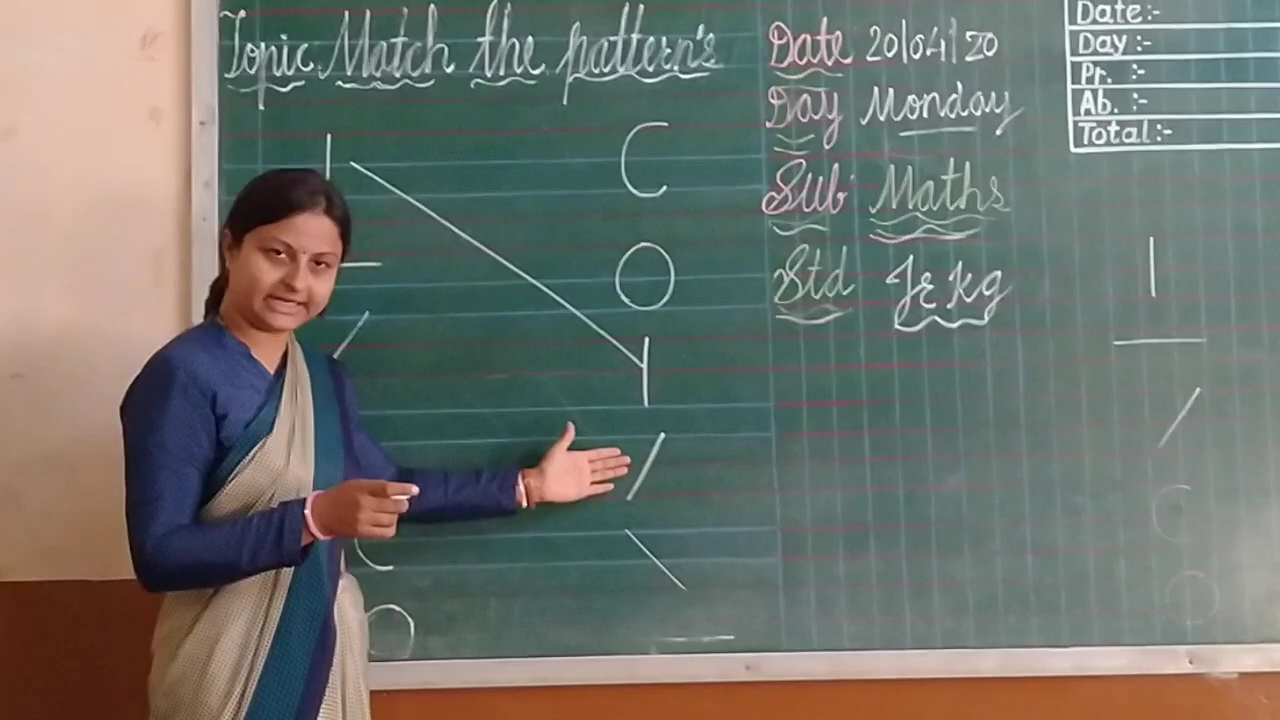 Topic Match the pattern's
Date 20/04/20
Day Monday
Sub: Maths
Std Jr kg
Date:-
Day :-
Pr. :-
Ab. :-
Total:-